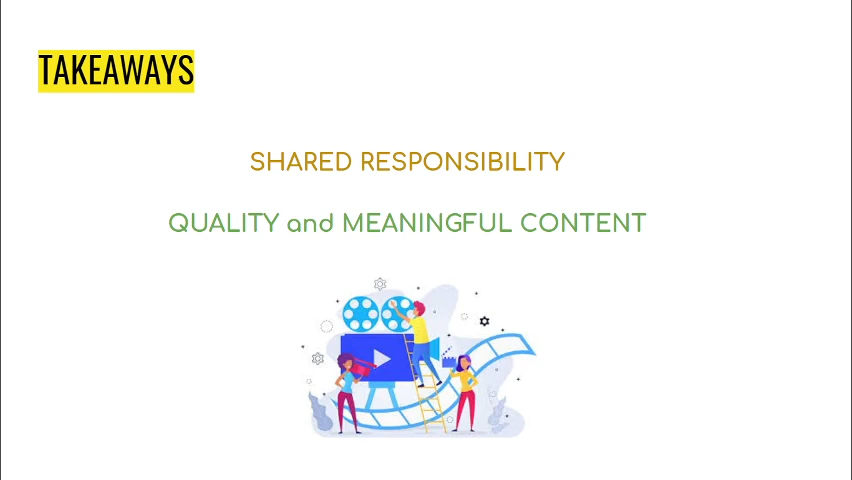 TAKEAWAYS
SHARED RESPONSIBILITY
QUALITY and MEANINGFUL CONTENT